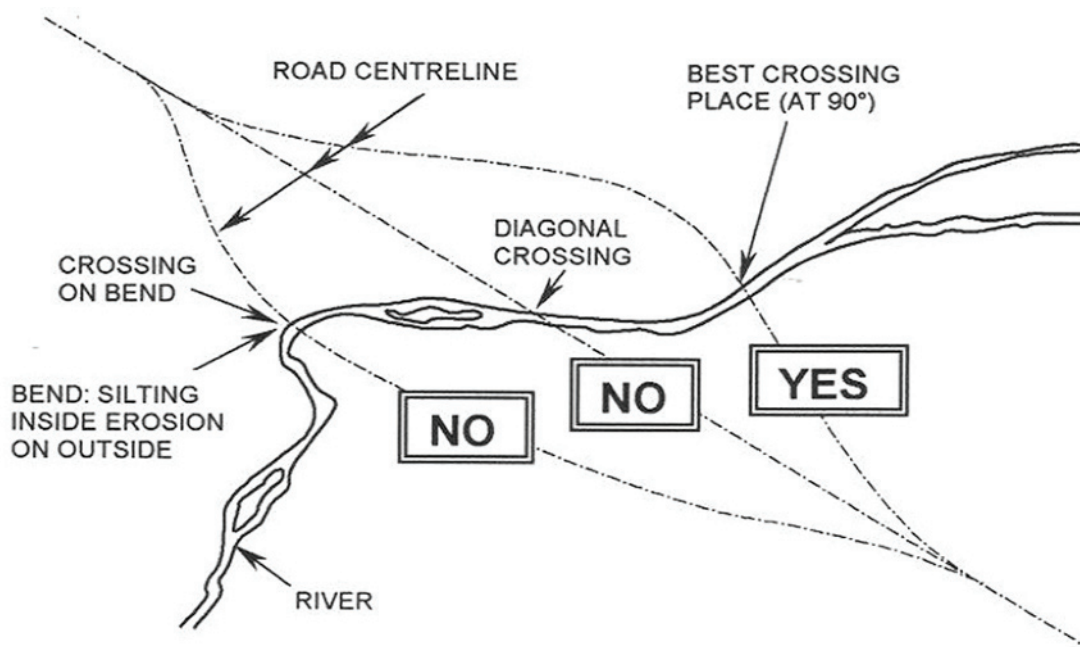 ROAD CENTRELINE
BEST CROSSING
PLACE (AT 90°)
DIAGONAL
CROSSING
CROSSING
ON BEND
BEND: SILTING
INSIDE EROSION
ON OUTSIDE
NO
NO
YES
RIVER